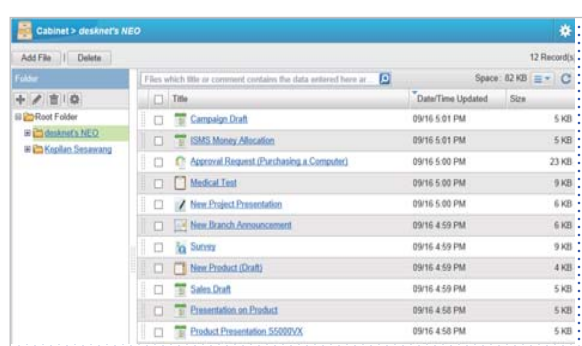 Cabinet > desknet's NEO
Add File | Delete
12 Record(s
Folder
Files which title or comment contains the data entered here ar...
Space: 82 KB
Title
Date/Time Updated
Size
Root Folder
desknet's NEO
Kopilan Sesawang
Campaign Draft 09/16 5:01 PM 5 KB
ISMS Money Allocation 09/16 5:01 PM 5 KB
Approval Request (Purchasing a Computer) 09/16 5:00 PM 23 KB
Medical Test 09/16 5:00 PM 9 KB
New Project Presentation 09/16 5:00 PM 6 KB
New Branch Announcement 09/16 4:59 PM 6 KB
Survey 09/16 4:59 PM 9 KB
New Product (Draft) 09/16 4:59 PM 4 KB
Sales Draft 09/16 4:59 PM 5 KB
Presentation on Product 09/16 4:58 PM 5 KB
Product Presentation S5000VX 09/16 4:58 PM 5 KB